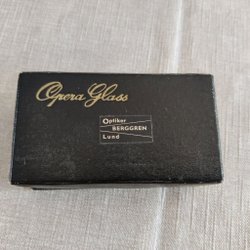 Opera Glass
Optiker
BERGGREN
Lund